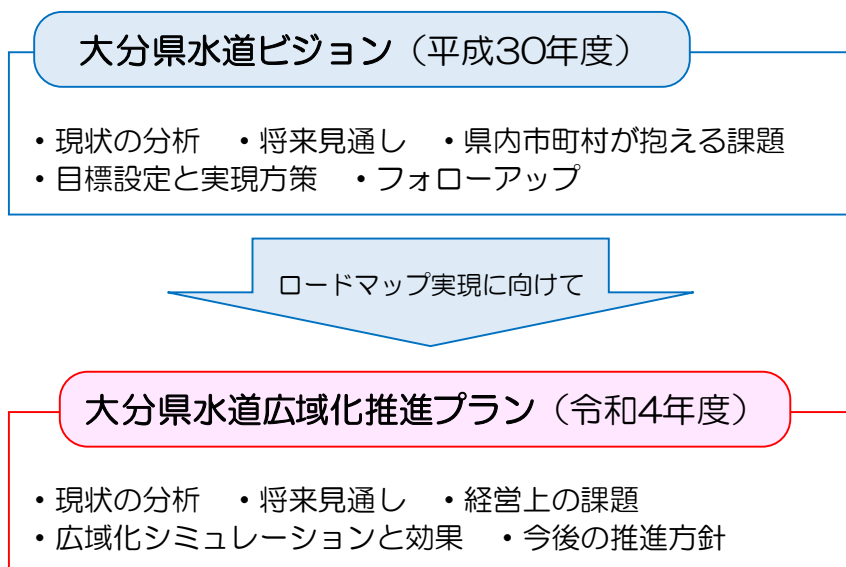 大分県水道ビジョン（平成30年度）
・現状の分析　・将来見通し　・県内市町村が抱える課題
・目標設定と実現方策　・フォローアップ
ロードマップ実現に向けて
大分県水道広域化推進プラン（令和4年度）
・現状の分析　・将来見通し　・経営上の課題
・広域化シミュレーションと効果　・今後の推進方針